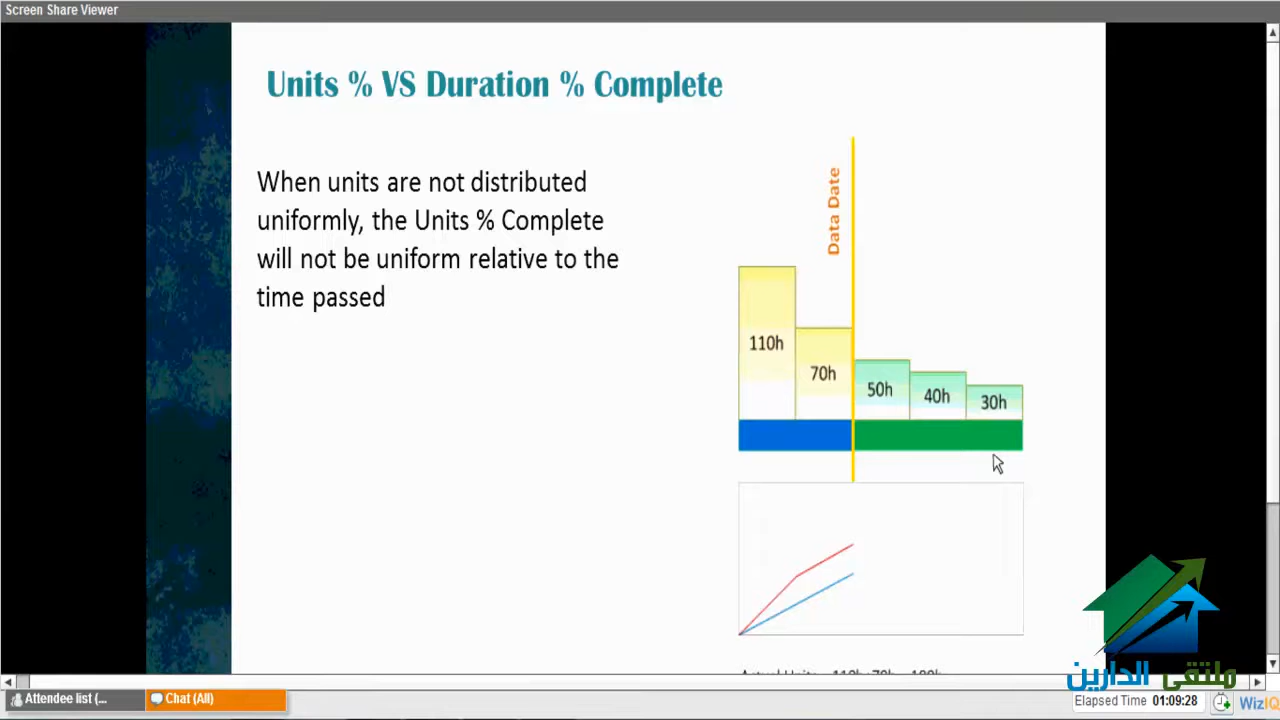 Screen Share Viewer
Units % VS Duration % Complete
When units are not distributed
uniformly, the Units % Complete
will not be uniform relative to the
time passed
Data Date
110h
70h
50h
40h
30h
ملتقى الدارين
Attendee list (...
Chat (All)
Elapsed Time 01:09:28
WizIQ